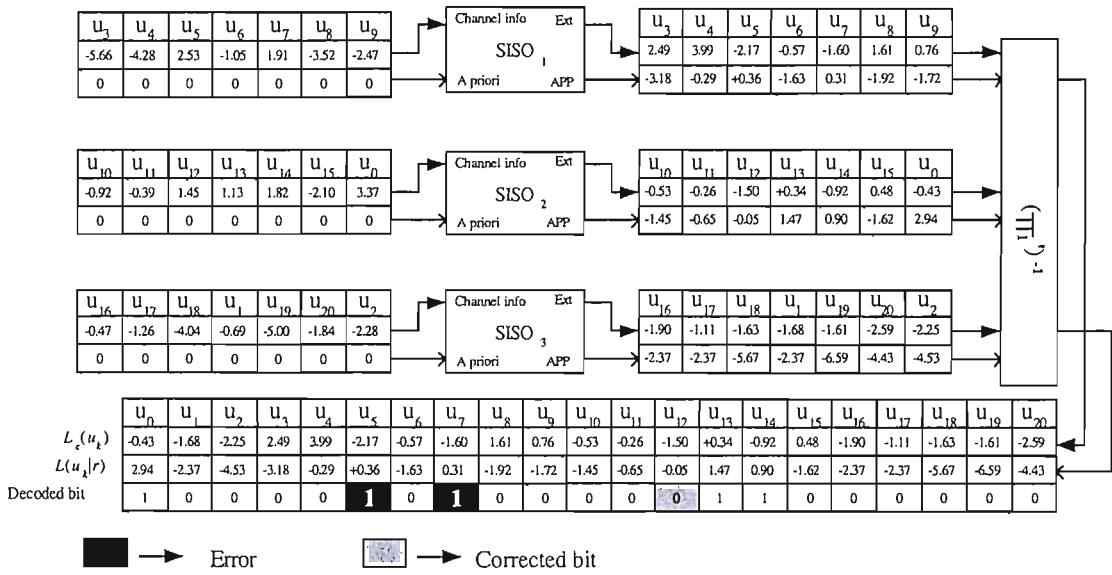 u3 u4 u5 u6 u7 u8 u9
-5.66 -4.28 2.53 -1.05 1.91 -3.52 -2.47
0 0 0 0 0 0 0
Channel info Ext
SISO 1
A priori APP
u3 u4 u5 u6 u7 u8 u9
2.49 3.99 -2.17 -0.57 -1.60 1.61 0.76
-3.18 -0.29 +0.36 -1.63 0.31 -1.92 -1.72
u10 u11 u12 u13 u14 u15 u0
-0.92 -0.39 1.45 1.13 1.82 -2.10 3.37
0 0 0 0 0 0 0
Channel info Ext
SISO 2
A priori APP
u10 u11 u12 u13 u14 u15 u0
-0.53 -0.26 -1.50 +0.34 -0.92 0.48 -0.43
-1.45 -0.65 -0.05 1.47 0.90 -1.62 2.94
u16 u17 u18 u1 u19 u20 u2
-0.47 -1.26 -4.04 -0.69 -5.00 -1.84 -2.28
0 0 0 0 0 0 0
Channel info Ext
SISO 3
A priori APP
u16 u17 u18 u1 u19 u20 u2
-1.90 -1.11 -1.63 -1.68 -1.61 -2.59 -2.25
-2.37 -2.37 -5.67 -2.37 -6.59 -4.43 -4.53
u0 u1 u2 u3 u4 u5 u6 u7 u8 u9 u10 u11 u12 u13 u14 u15 u16 u17 u18 u19 u20
Le(uk) -0.43 -1.68 -2.25 2.49 3.99 -2.17 -0.57 -1.60 1.61 0.76 -0.53 -0.26 -1.50 +0.34 -0.92 0.48 -1.90 -1.11 -1.63 -1.61 -2.59
L(uk|r) 2.94 -2.37 -4.53 -3.18 -0.29 +0.36 -1.63 0.31 -1.92 -1.72 -1.45 -0.65 -0.05 1.47 0.90 -1.62 -2.37 -2.37 -5.67 -6.59 -4.43
Decoded bit 1 0 0 0 0 1 0 1 0 0 0 0 0 1 1 0 0 0 0 0 0
Error
Corrected bit